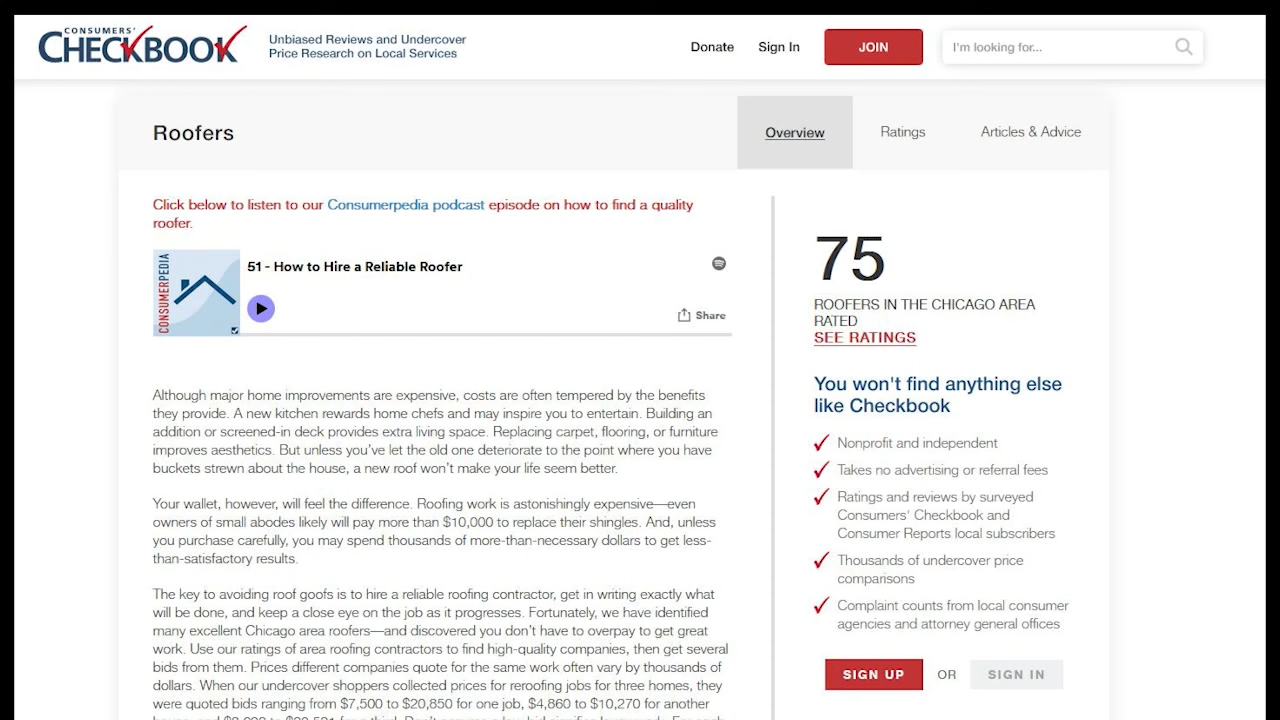 CONSUMERS'
CHECKBOOK
Unbiased Reviews and Undercover
Price Research on Local Services
Donate
Sign In
JOIN
I'm looking for...
Roofers
Overview
Ratings
Articles & Advice
Click below to listen to our Consumerpedia podcast episode on how to find a quality
roofer.
CONSUMERPEDIA
51 - How to Hire a Reliable Roofer
Share
Although major home improvements are expensive, costs are often tempered by the benefits
they provide. A new kitchen rewards home chefs and may inspire you to entertain. Building an
addition or screened-in deck provides extra living space. Replacing carpet, flooring, or furniture
improves aesthetics. But unless you've let the old one deteriorate to the point where you have
buckets strewn about the house, a new roof won't make your life seem better.
Your wallet, however, will feel the difference. Roofing work is astonishingly expensive—even
owners of small abodes likely will pay more than $10,000 to replace their shingles. And, unless
you purchase carefully, you may spend thousands of more-than-necessary dollars to get less-
than-satisfactory results.
The key to avoiding roof goofs is to hire a reliable roofing contractor, get in writing exactly what
will be done, and keep a close eye on the job as it progresses. Fortunately, we have identified
many excellent Chicago area roofers—and discovered you don't have to overpay to get great
work. Use our ratings of area roofing contractors to find high-quality companies, then get several
bids from them. Prices different companies quote for the same work often vary by thousands of
dollars. When our undercover shoppers collected prices for reroofing jobs for three homes, they
were quoted bids ranging from $7,500 to $20,850 for one job, $4,860 to $10,270 for another
75
ROOFERS IN THE CHICAGO AREA
RATED
SEE RATINGS
You won't find anything else
like Checkbook
Nonprofit and independent
Takes no advertising or referral fees
Ratings and reviews by surveyed
Consumers' Checkbook and
Consumer Reports local subscribers
Thousands of undercover price
comparisons
Complaint counts from local consumer
agencies and attorney general offices
SIGN UP
OR
SIGN IN